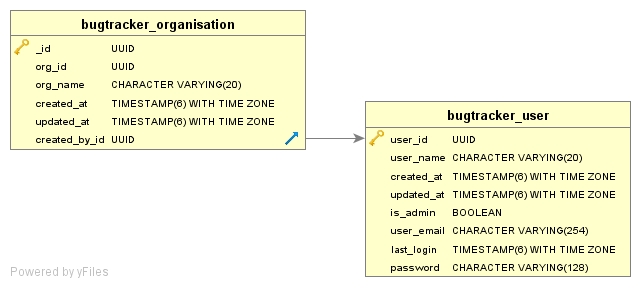 bugtracker_organisation
_id UUID
org_id UUID
org_name CHARACTER VARYING(20)
created_at TIMESTAMP(6) WITH TIME ZONE
updated_at TIMESTAMP(6) WITH TIME ZONE
created_by_id UUID
bugtracker_user
user_id UUID
user_name CHARACTER VARYING(20)
created_at TIMESTAMP(6) WITH TIME ZONE
updated_at TIMESTAMP(6) WITH TIME ZONE
is_admin BOOLEAN
user_email CHARACTER VARYING(254)
last_login TIMESTAMP(6) WITH TIME ZONE
password CHARACTER VARYING(128)
Powered by yFiles